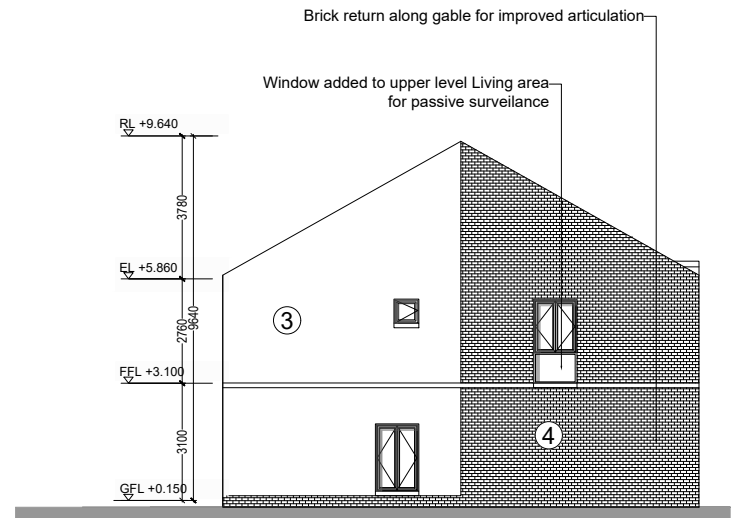 Brick return along gable for improved articulation
Window added to upper level Living area
for passive surveilance
RL +9.640
3780
EL +5.860
2760
9640
3
FFL +3.100
3100
4
GFL +0.150